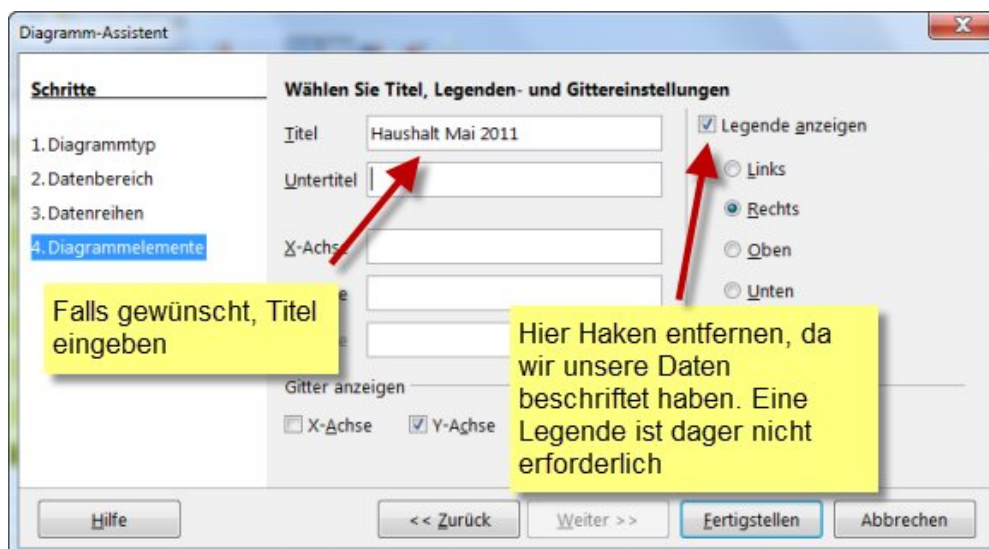 Diagramm-Assistent
Schritte
1. Diagrammtyp
2. Datenbereich
3. Datenreihen
4. Diagrammelemente
Wählen Sie Titel, Legenden- und Gittereinstellungen
Titel Haushalt Mai 2011
Untertitel
X-Achse
Legende anzeigen
Links
Rechts
Oben
Unten
Falls gewünscht, Titel
eingeben
Hier Haken entfernen, da
wir unsere Daten
beschriftet haben. Eine
Legende ist dager nicht
erforderlich
Gitter anzeigen
X-Achse Y-Achse
Hilfe << Zurück Weiter >> Fertigstellen Abbrechen